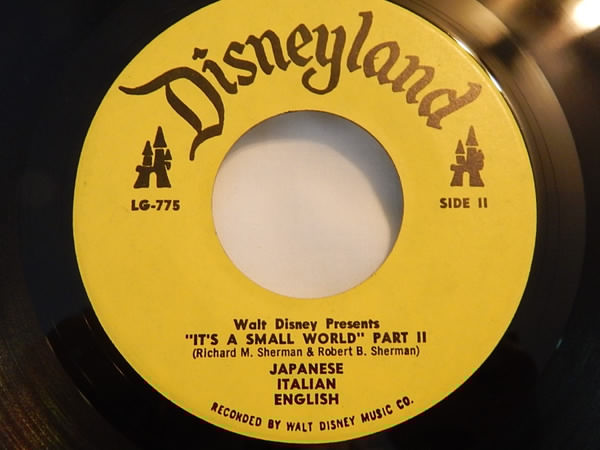 Disneyland
LG-775
SIDE II
Walt Disney Presents
"IT'S A SMALL WORLD" PART II
(Richard M. Sherman & Robert B. Sherman)
JAPANESE
ITALIAN
ENGLISH
RECORDED BY WALT DISNEY MUSIC CO.